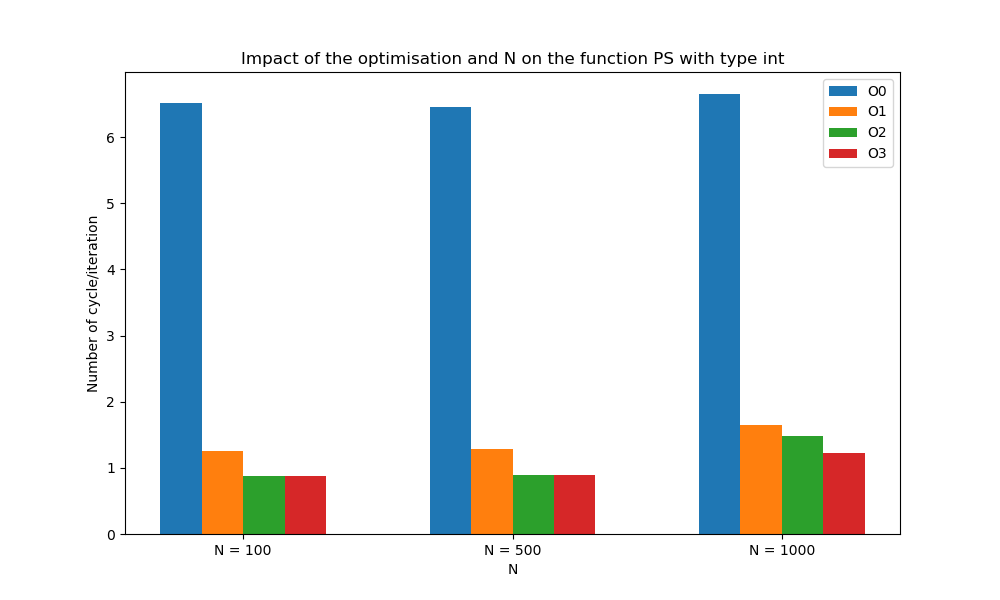 Impact of the optimisation and N on the function PS with type int
O0
O1
O2
O3
Number of cycle/iteration
6
5
4
3
2
1
0
N = 100
N = 500
N = 1000
N